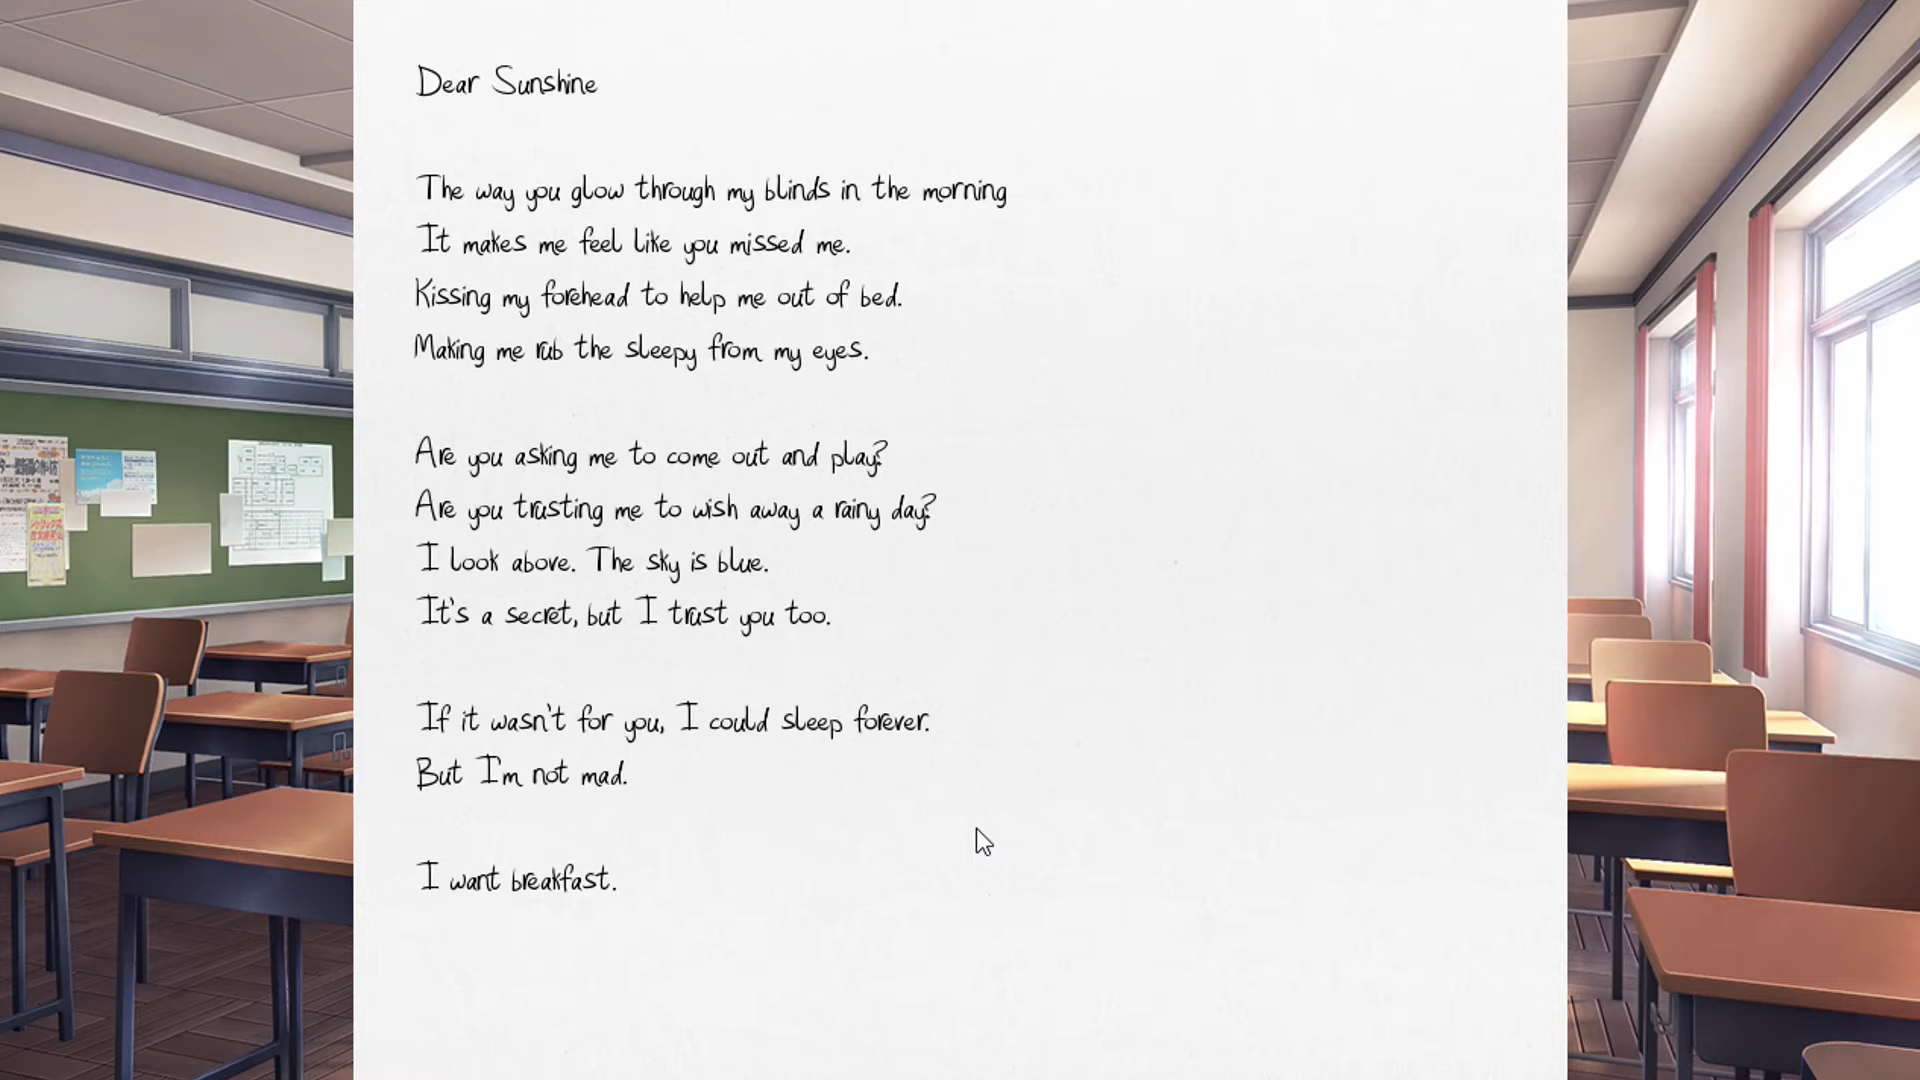 Dear Sunshine
The way you glow through my blinds in the morning
It makes me feel like you missed me.
Kissing my forehead to help me out of bed.
Making me rub the sleepy from my eyes.
Are you asking me to come out and play?
Are you trusting me to wish away a rainy day?
I look above. The sky is blue.
It's a secret, but I trust you too.
If it wasn't for you, I could sleep forever.
But I'm not mad.
I want breakfast.